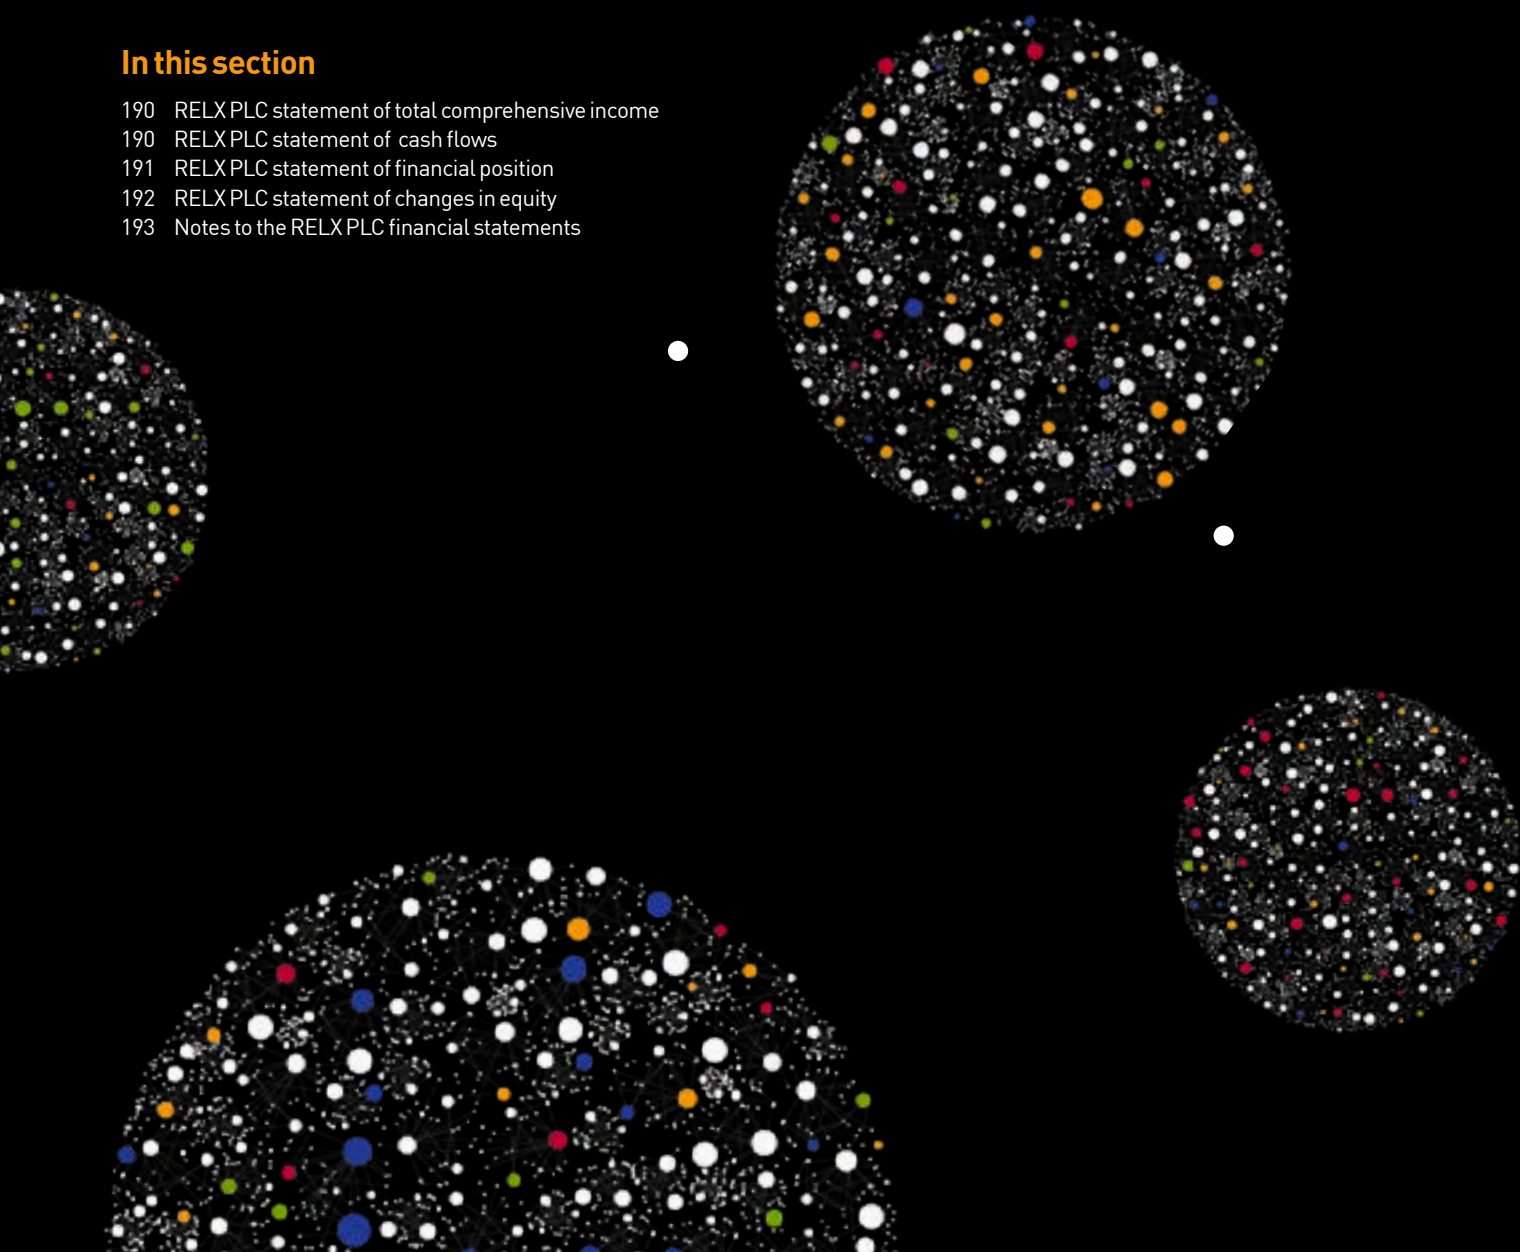 In this section
190 RELX PLC statement of total comprehensive income
190 RELX PLC statement of cash flows
191 RELX PLC statement of financial position
192 RELX PLC statement of changes in equity
193 Notes to the RELX PLC financial statements